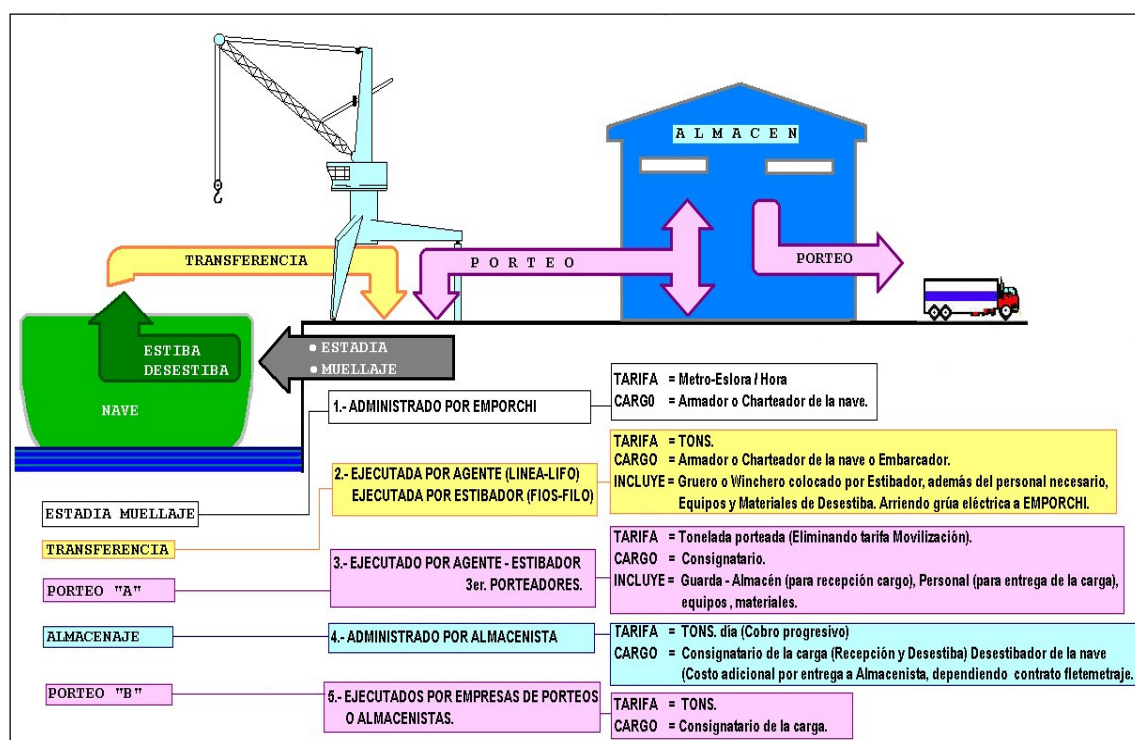 A L M A C E N
TRANSFERENCIA
P O R T E O
PORTEO
ESTIBA
DESESTIBA
• ESTADIA
• MUELLAJE
NAVE
ESTADIA MUELLAJE
1.- ADMINISTRADO POR EMPORCHI
TARIFA = Metro-Eslora / Hora
CARG0 = Armador o Charteador de la nave.
TRANSFERENCIA
2.- EJECUTADA POR AGENTE (LINEA-LIFO)
EJECUTADA POR ESTIBADOR (FIOS-FILO)
TARIFA = TONS.
CARGO = Armador o Charteador de la nave o Embarcador.
INCLUYE = Gruero o Winchero colocado por Estibador, además del personal necesario,
Equipos y Materiales de Desestiba. Arriendo grúa eléctrica a EMPORCHI.
PORTEO "A"
3.- EJECUTADO POR AGENTE - ESTIBADOR
3er. PORTEADORES.
TARIFA = Tonelada porteada (Eliminando tarifa Movilización).
CARGO = Consignatario.
INCLUYE = Guarda - Almacén (para recepción cargo), Personal (para entrega de la carga),
equipos , materiales.
ALMACENAJE
4.- ADMINISTRADO POR ALMACENISTA
TARIFA = TONS. día (Cobro progresivo)
CARGO = Consignatario de la carga (Recepción y Desestiba) Desestibador de la nave
(Costo adicional por entrega a Almacenista, dependiendo contrato fletemetraje.
PORTEO "B"
5.- EJECUTADOS POR EMPRESAS DE PORTEOS
O ALMACENISTAS.
TARIFA = TONS.
CARGO = Consignatario de la carga.